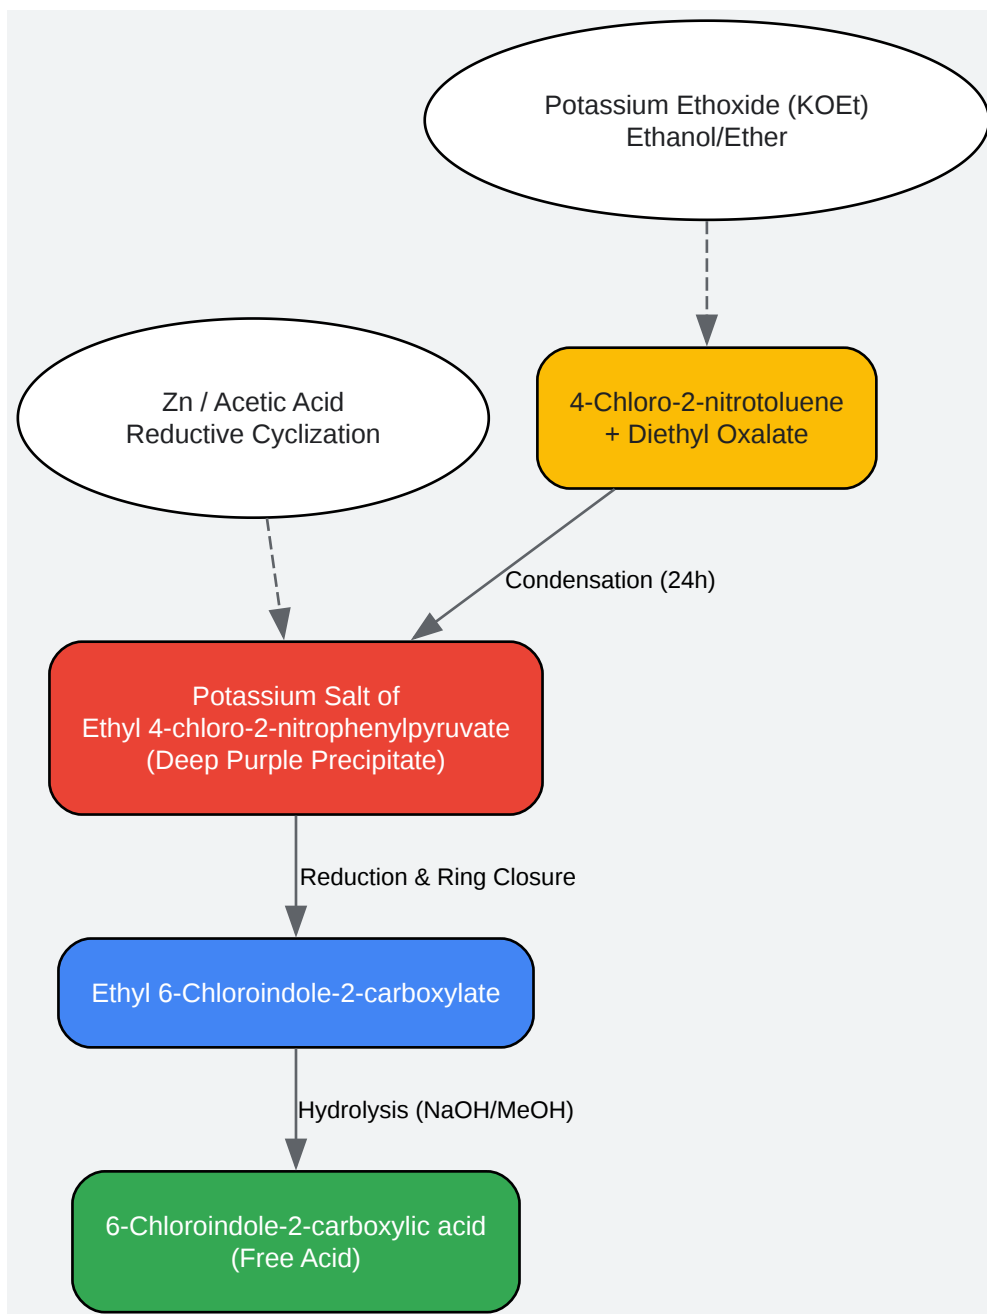 Potassium Ethoxide (KOEt)
Ethanol/Ether
Zn / Acetic Acid
Reductive Cyclization
4-Chloro-2-nitrotoluene
+ Diethyl Oxalate
Condensation (24h)
Potassium Salt of
Ethyl 4-chloro-2-nitrophenylpyruvate
(Deep Purple Precipitate)
Reduction & Ring Closure
Ethyl 6-Chloroindole-2-carboxylate
Hydrolysis (NaOH/MeOH)
6-Chloroindole-2-carboxylic acid
(Free Acid)